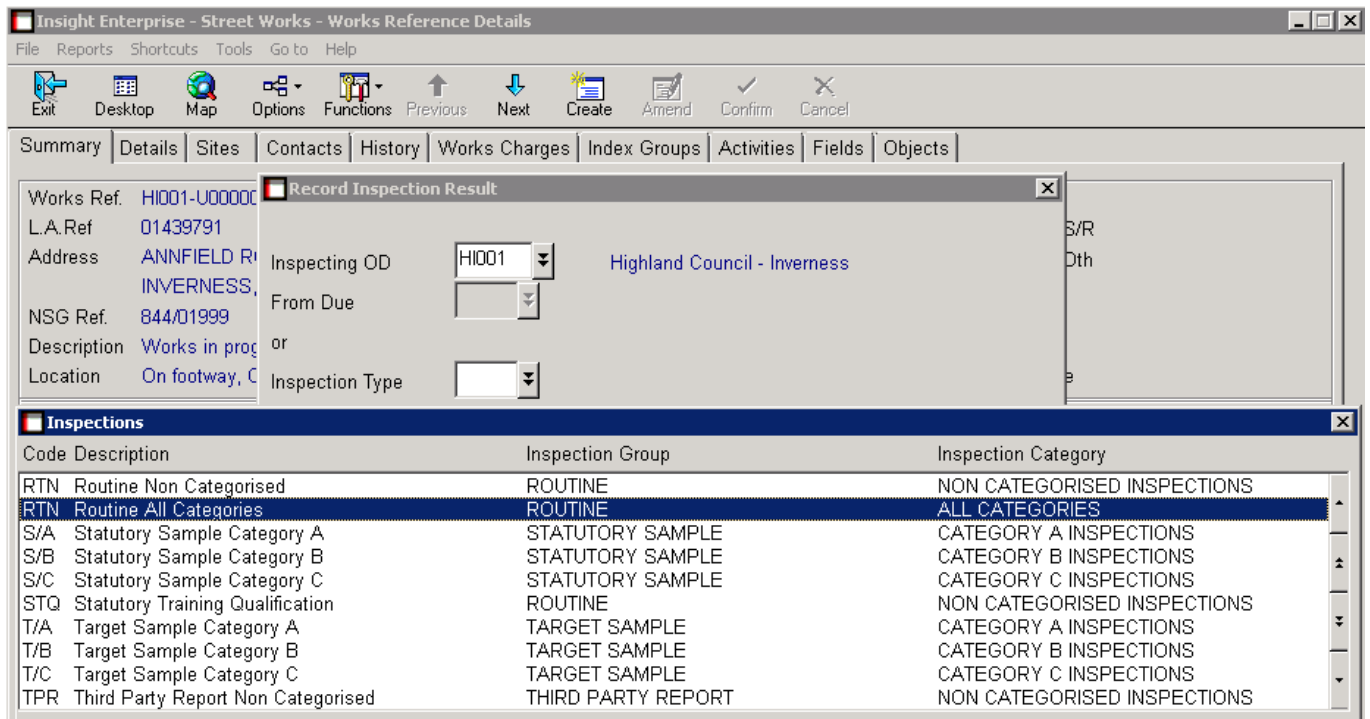 Insight Enterprise - Street Works - Works Reference Details
File Reports Shortcuts Tools Go to Help
Exit Desktop Map Options Functions Previous Next Create Amend Confirm Cancel
Summary Details Sites Contacts History Works Charges Index Groups Activities Fields Objects
Works Ref. HI001-U00000
L.A.Ref 01439791
Address ANNFIELD R
INVERNESS,
NSG Ref. 844/01999
Description Works in prog
Location On footway,
S/R
Oth
Record Inspection Result
Inspecting OD HI001 Highland Council - Inverness
From Due
or
Inspection Type
Inspections
Code Description Inspection Group Inspection Category
RTN Routine Non Categorised ROUTINE NON CATEGORISED INSPECTIONS
RTN Routine All Categories ROUTINE ALL CATEGORIES
S/A Statutory Sample Category A STATUTORY SAMPLE CATEGORY A INSPECTIONS
S/B Statutory Sample Category B STATUTORY SAMPLE CATEGORY B INSPECTIONS
S/C Statutory Sample Category C STATUTORY SAMPLE CATEGORY C INSPECTIONS
STQ Statutory Training Qualification ROUTINE NON CATEGORISED INSPECTIONS
T/A Target Sample Category A TARGET SAMPLE CATEGORY A INSPECTIONS
T/B Target Sample Category B TARGET SAMPLE CATEGORY B INSPECTIONS
T/C Target Sample Category C TARGET SAMPLE CATEGORY C INSPECTIONS
TPR Third Party Report Non Categorised THIRD PARTY REPORT NON CATEGORISED INSPECTIONS